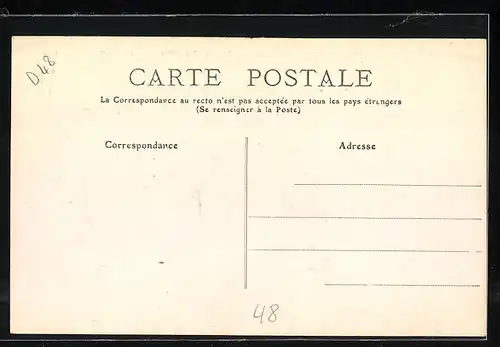 D48
CARTE POSTALE
La Correspondance au recto n'est pas acceptée par tous les pays étrangers
(Se renseigner à la Poste)
Correspondance
Adresse
48